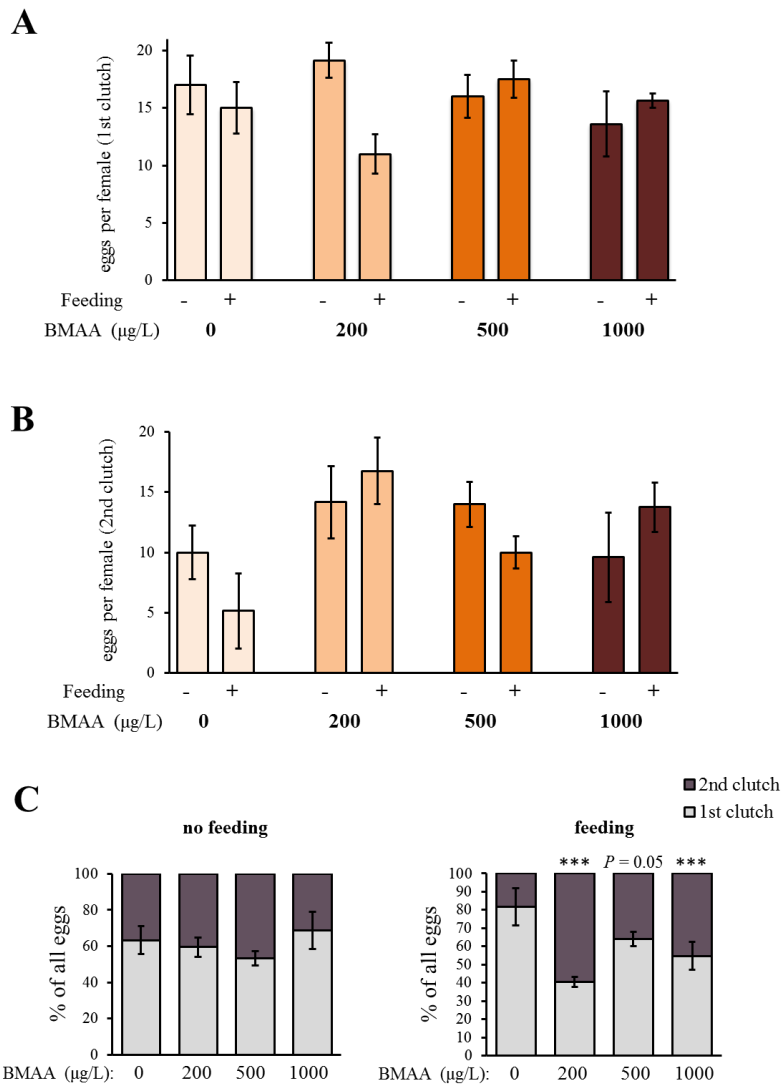 A
eggs per female (1st clutch)
20
15
10
5
0
Feeding - + - + - + - +
BMAA (μg/L) 0 200 500 1000
B
eggs per female (2nd clutch)
20
15
10
5
0
Feeding - + - + - + - +
BMAA (μg/L) 0 200 500 1000
C
2nd clutch
1st clutch
no feeding
% of all eggs
100
80
60
40
20
0
BMAA (μg/L): 0 200 500 1000
feeding
*** P = 0.05 ***
% of all eggs
100
90
80
70
60
50
40
30
20
10
0
BMAA (μg/L): 0 200 500 1000